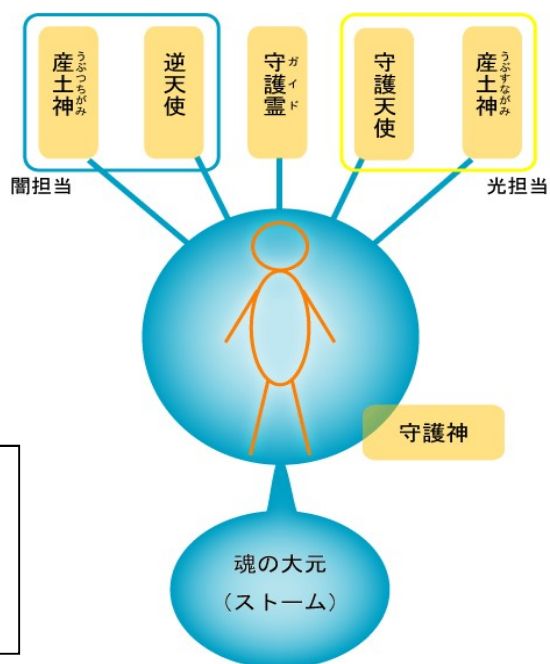 産土神
うぶつちがみ
逆天使
守護霊
ガイド
守護天使
産土神
うぶすながみ
闇担当
光担当
守護神
魂の大元
(ストーム)